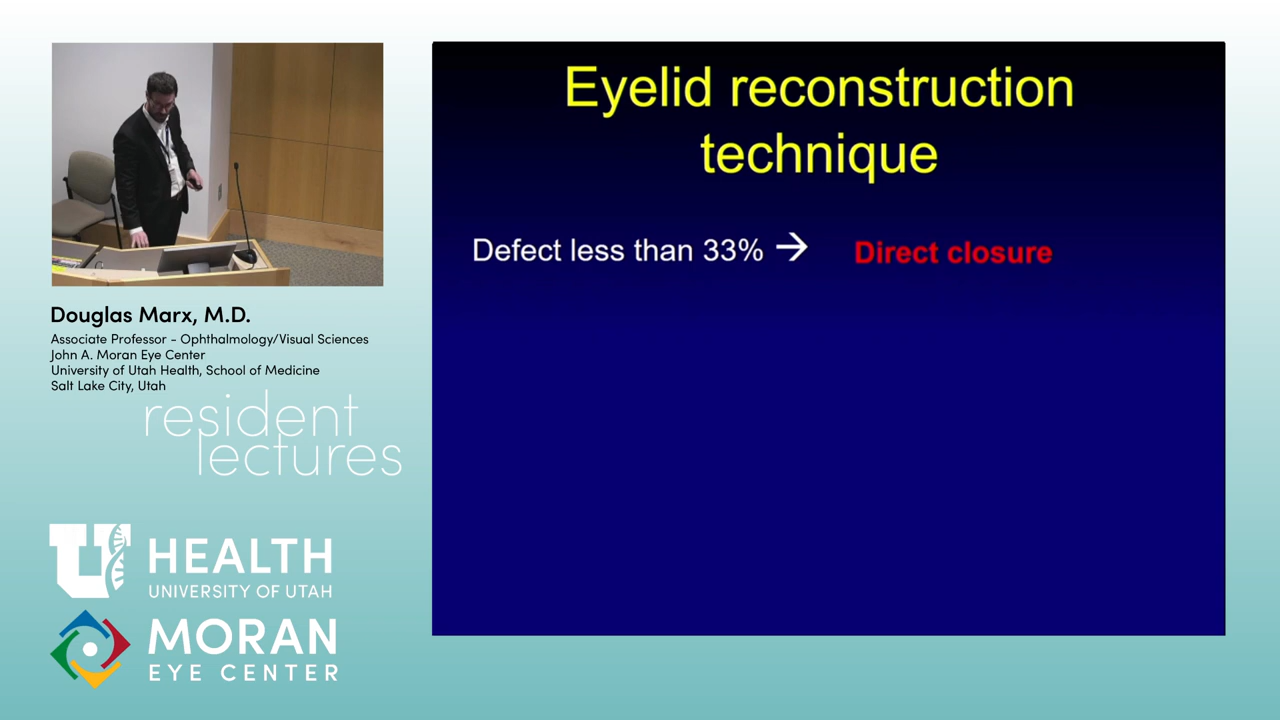 Eyelid reconstruction
technique
Defect less than 33% → Direct closure
Douglas Marx, M.D.
Associate Professor - Ophthalmology/Visual Sciences
John A. Moran Eye Center
University of Utah Health, School of Medicine
Salt Lake City, Utah
resident
lectures
U HEALTH
UNIVERSITY OF UTAH
MORAN
EYE CENTER